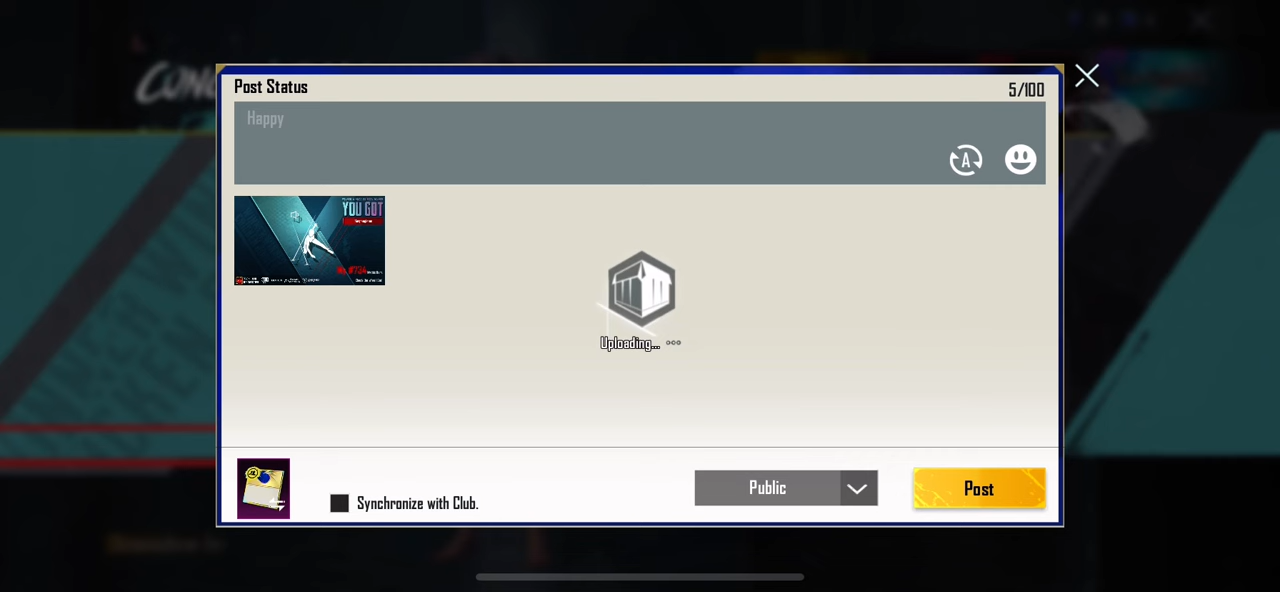 Post Status
5/100
Happy
A
YOU GOT
Uploading...
Synchronize with Club.
Public
Post